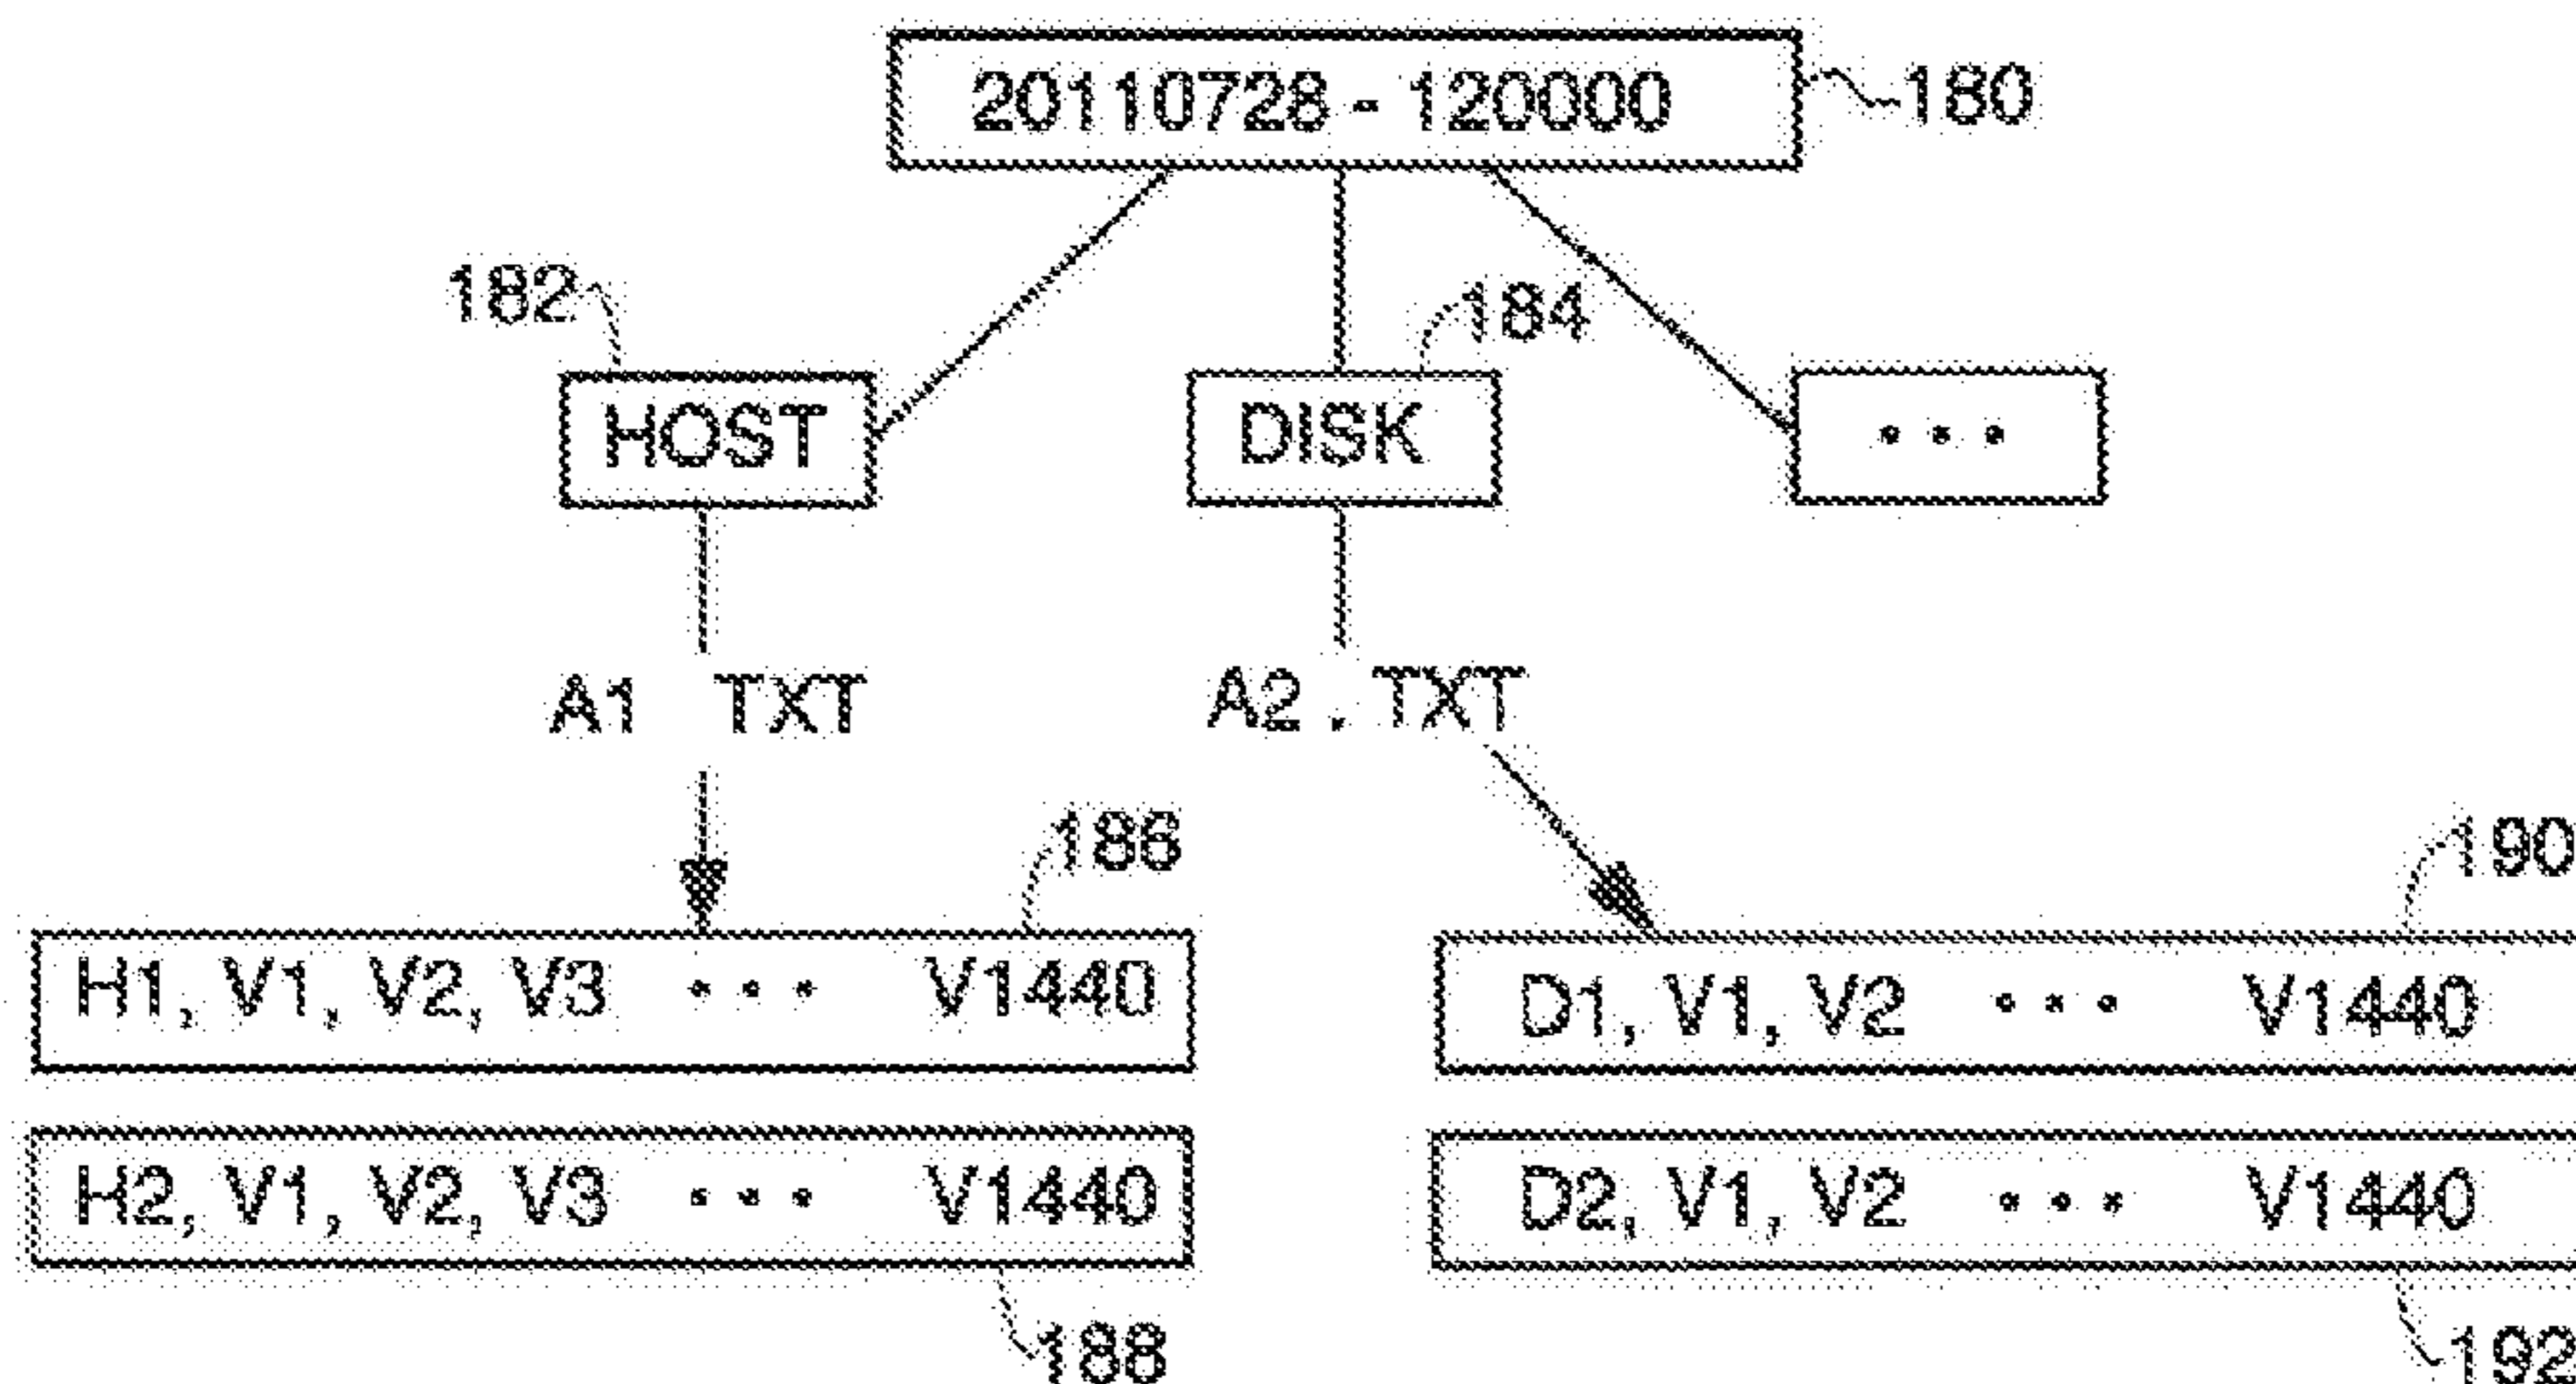 20110728 - 120000
180
182
184
HOST
DISK
• • •
A1 TXT
A2 . TXT
186
190
H1, V1, V2, V3 • • • V1440
D1, V1, V2 • • • V1440
H2, V1, V2, V3 • • • V1440
D2, V1, V2 • • • V1440
188
192